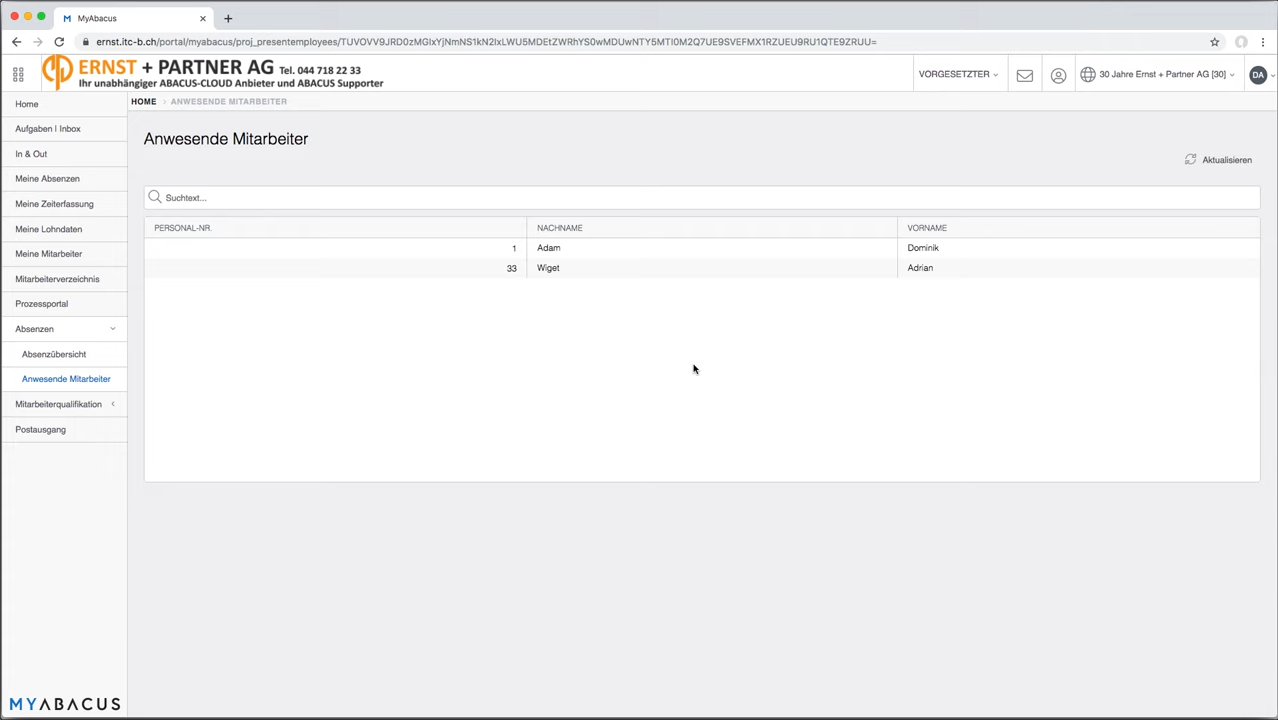 MyAbacus
ernst.itc-b.ch/portal/myabacus/proj_presentemployees/TUVOVV9JRD0zMGIxYjNmNS1kN2IxLWU5MDEtZWRhYS0wMDUwNTY5MTI0M2Q7UE9SVEFMX1RZUEU9RU1QTE9ZRUU=
ERNST + PARTNER AG Tel. 044 718 22 33
Ihr unabhängiger ABACUS-CLOUD Anbieter und ABACUS Supporter
VORGESETZTER
30 Jahre Ernst + Partner AG [30]
DA
Home
Aufgaben | Inbox
In & Out
Meine Absenzen
Meine Zeiterfassung
Meine Lohndaten
Meine Mitarbeiter
Mitarbeiterverzeichnis
Prozessportal
Absenzen
Absenzübersicht
Anwesende Mitarbeiter
Mitarbeiterqualifikation
Postausgang
MYABACUS
HOME > ANWESENDE MITARBEITER
Anwesende Mitarbeiter
Aktualisieren
Suchtext...
PERSONAL-NR. NACHNAME VORNAME
1 Adam Dominik
33 Wiget Adrian